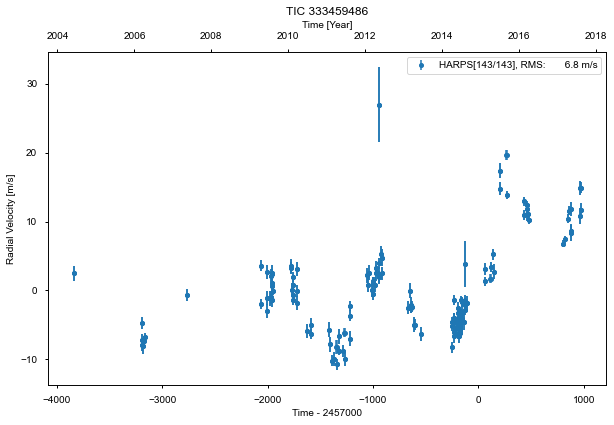 TIC 333459486
Time [Year]
2004 2006 2008 2010 2012 2014 2016 2018
HARPS[143/143], RMS: 6.8 m/s
30
20
10
0
−10
Radial Velocity [m/s]
−4000 −3000 −2000 −1000 0 1000
Time - 2457000